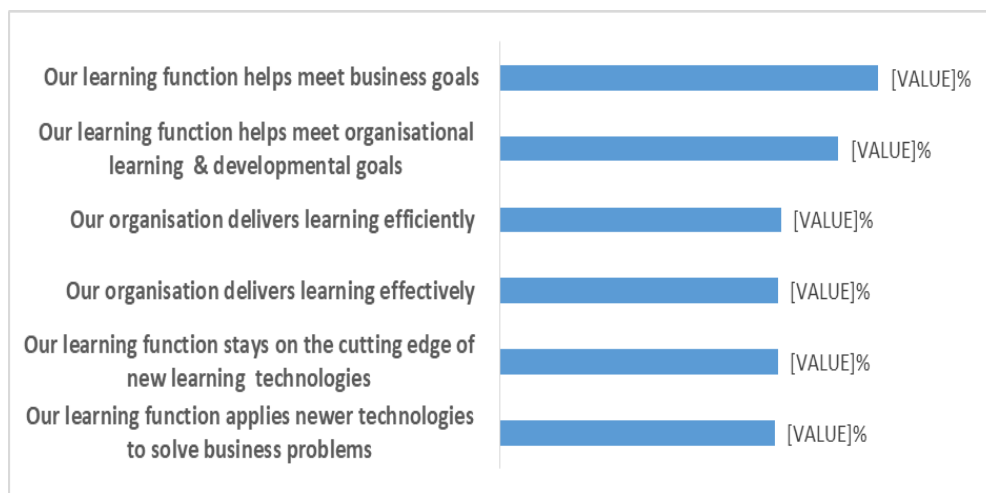 Our learning function helps meet business goals
[VALUE]%
Our learning function helps meet organisational
learning & developmental goals
[VALUE]%
Our organisation delivers learning efficiently
[VALUE]%
Our organisation delivers learning effectively
[VALUE]%
Our learning function stays on the cutting edge of
new learning technologies
[VALUE]%
Our learning function applies newer technologies
to solve business problems
[VALUE]%